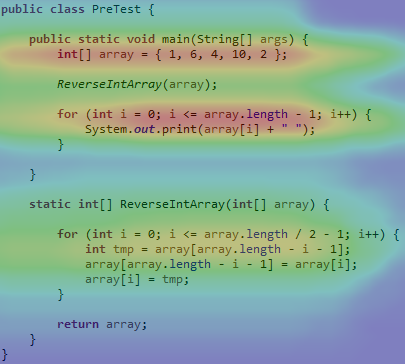 public class PreTest {
public static void main(String[] args) {
int[] array = { 1, 6, 4, 10, 2 };
ReverseIntArray(array);
for (int i = 0; i <= array.length - 1; i++) {
System.out.print(array[i] + " ");
}
}
static int[] ReverseIntArray(int[] array) {
for (int i = 0; i <= array.length / 2 - 1; i++) {
int tmp = array[array.length - i - 1];
array[array.length - i - 1] = array[i];
array[i] = tmp;
}
return array;
}
}